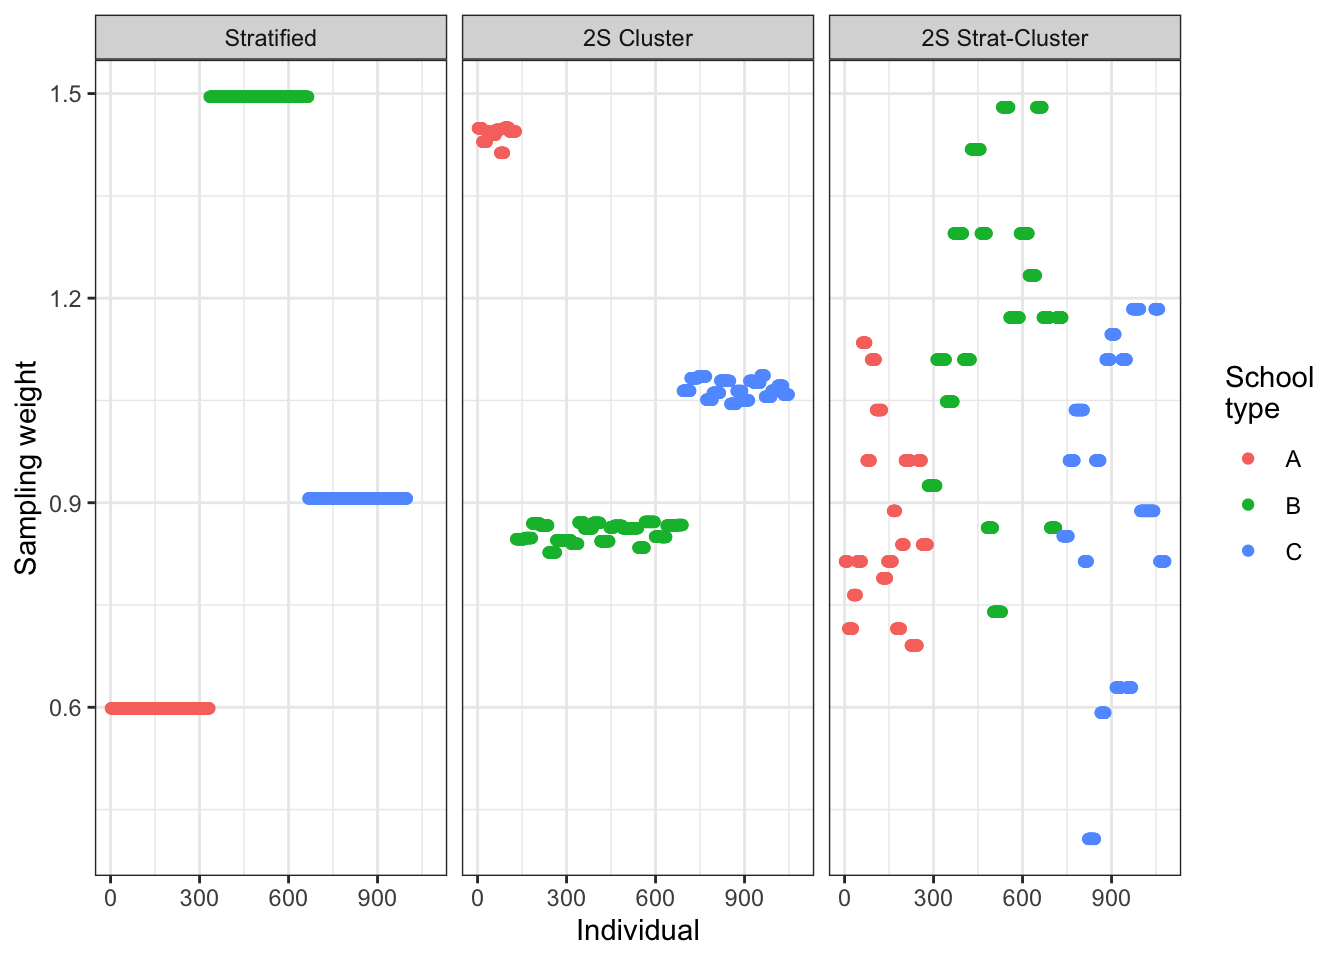 Stratified
2S Cluster
2S Strat-Cluster
Sampling weight
1.5
1.2
0.9
0.6
0 300 600 900
0 300 600 900
0 300 600 900
Individual
School
type
A
B
C